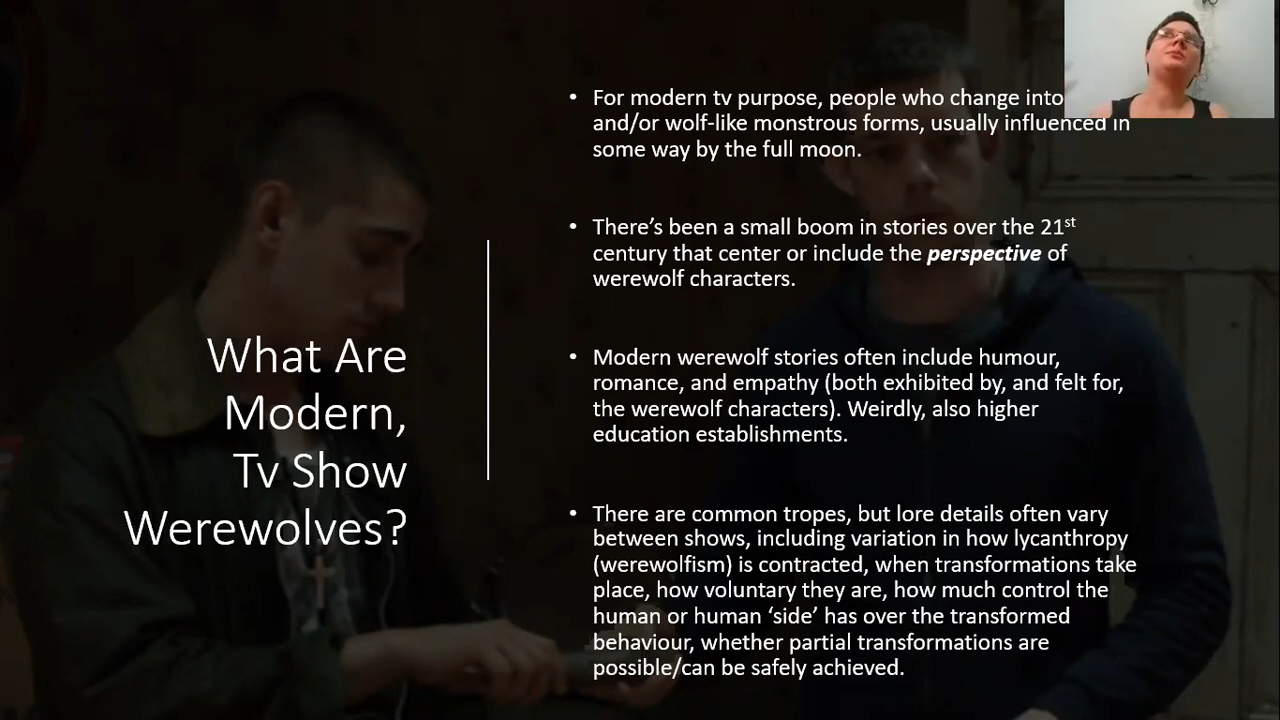 What Are
Modern,
Tv Show
Werewolves?
• For modern tv purpose, people who change into
and/or wolf-like monstrous forms, usually influenced in
some way by the full moon.
• There’s been a small boom in stories over the 21st
century that center or include the perspective of
werewolf characters.
• Modern werewolf stories often include humour,
romance, and empathy (both exhibited by, and felt for,
the werewolf characters). Weirdly, also higher
education establishments.
• There are common tropes, but lore details often vary
between shows, including variation in how lycanthropy
(werewolfism) is contracted, when transformations take
place, how voluntary they are, how much control the
human or human ‘side’ has over the transformed
behaviour, whether partial transformations are
possible/can be safely achieved.